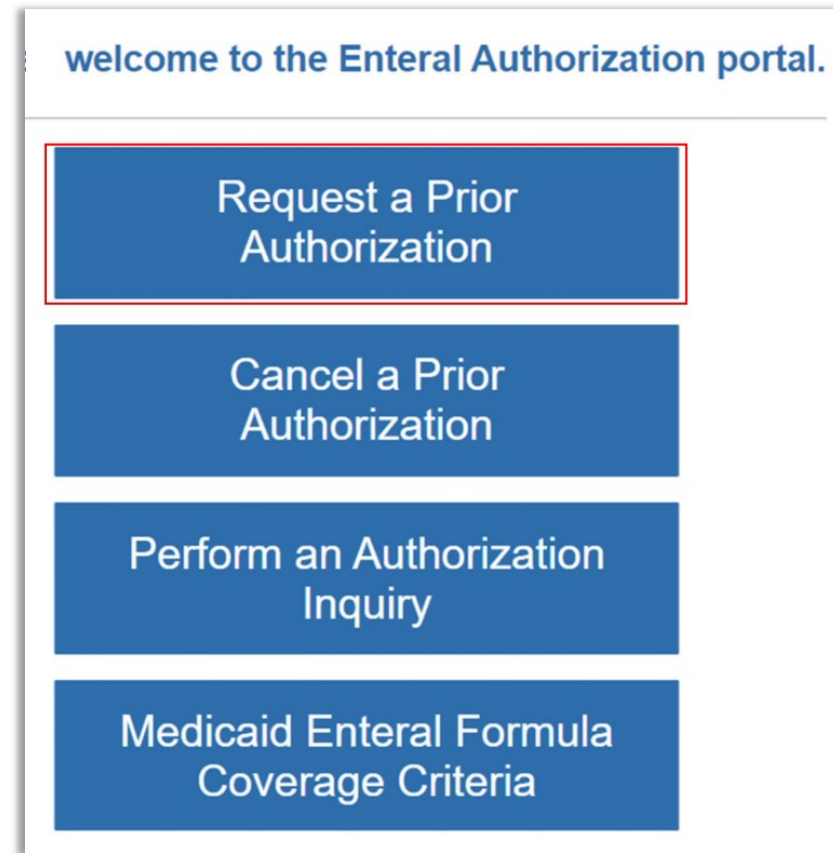 welcome to the Enteral Authorization portal.
Request a Prior
Authorization
Cancel a Prior
Authorization
Perform an Authorization
Inquiry
Medicaid Enteral Formula
Coverage Criteria